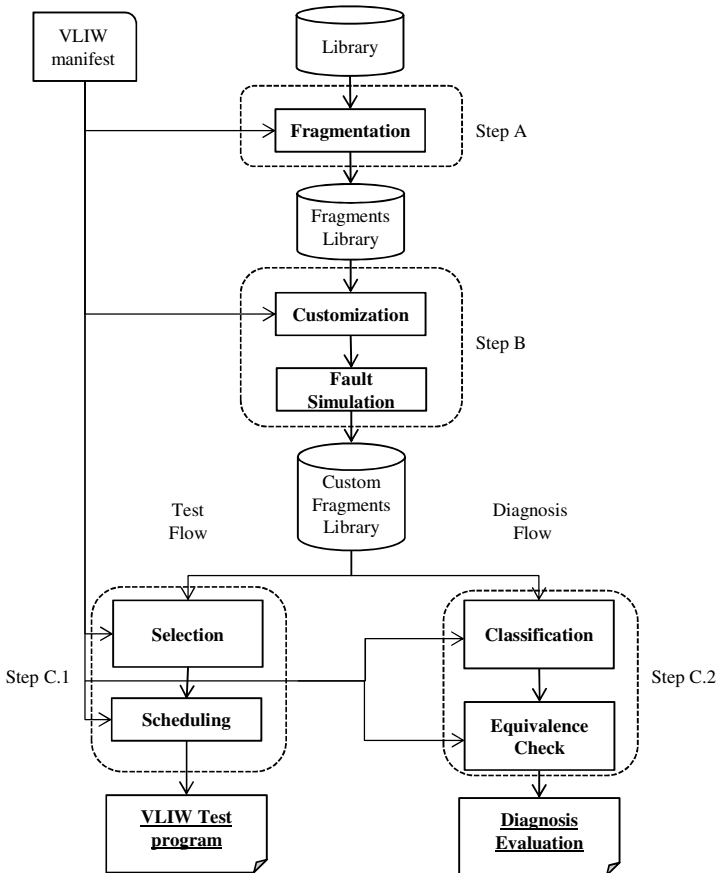 VLIW
manifest
Library
Fragmentation
Step A
Fragments
Library
Customization
Step B
Fault
Simulation
Custom
Fragments
Library
Test
Flow
Diagnosis
Flow
Selection
Classification
Step C.1
Step C.2
Scheduling
Equivalence
Check
VLIW Test
program
Diagnosis
Evaluation